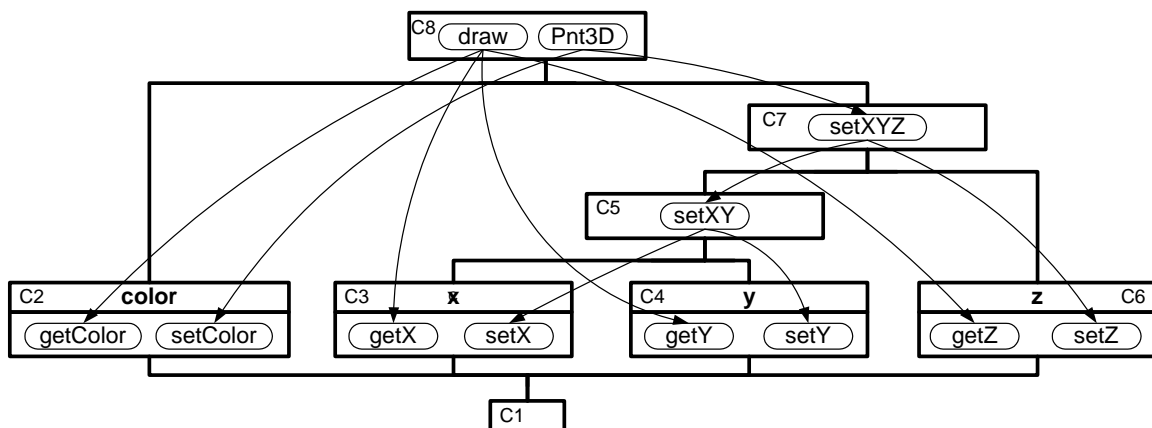 C8 draw Pnt3D
C7 setXYZ
C5 setXY
C2 color C3 x C4 y z C6
getColor setColor getX setX getY setY getZ setZ
C1